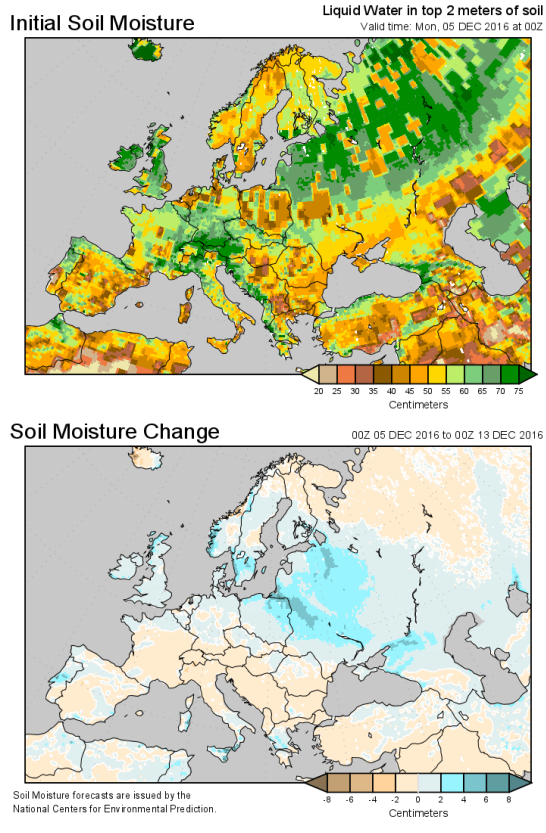 Liquid Water in top 2 meters of soil
Initial Soil Moisture
Valid time: Mon, 05 DEC 2016 at 00Z
20 25 30 35 40 45 50 55 60 65 70 75
Centimeters
Soil Moisture Change
00Z 05 DEC 2016 to 00Z 13 DEC 2016
Soil Moisture forecasts are issued by the
National Centers for Environmental Prediction.
-8 -6 -4 -2 0 2 4 6 8
Centimeters